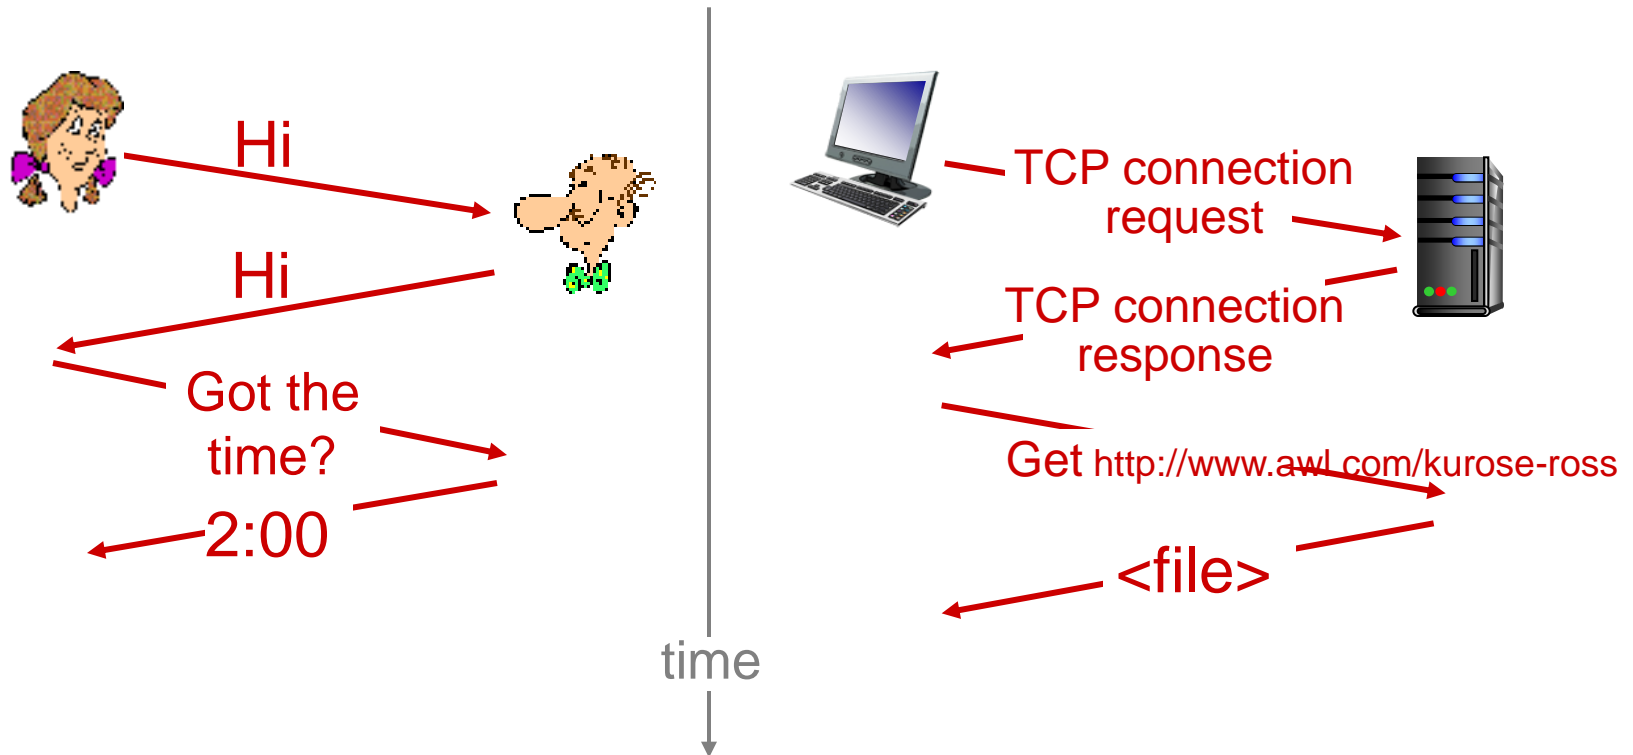 Hi
Hi
Got the
time?
2:00
time
TCP connection
request
TCP connection
response
Get http://www.awl.com/kurose-ross
<file>